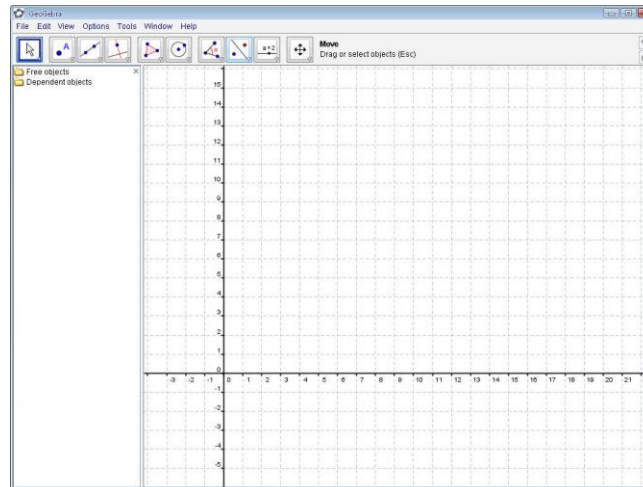 GeoGebra
File Edit View Options Tools Window Help
A
α
a=2
Move
Drag or select objects (Esc)
Free objects
Dependent objects
15
14
13
12
11
10
9
8
7
6
5
4
3
2
1
0
-3 -2 -1 0 1 2 3 4 5 6 7 8 9 10 11 12 13 14 15 16 17 18 19 20 21
-1
-2
-3
-4
-5